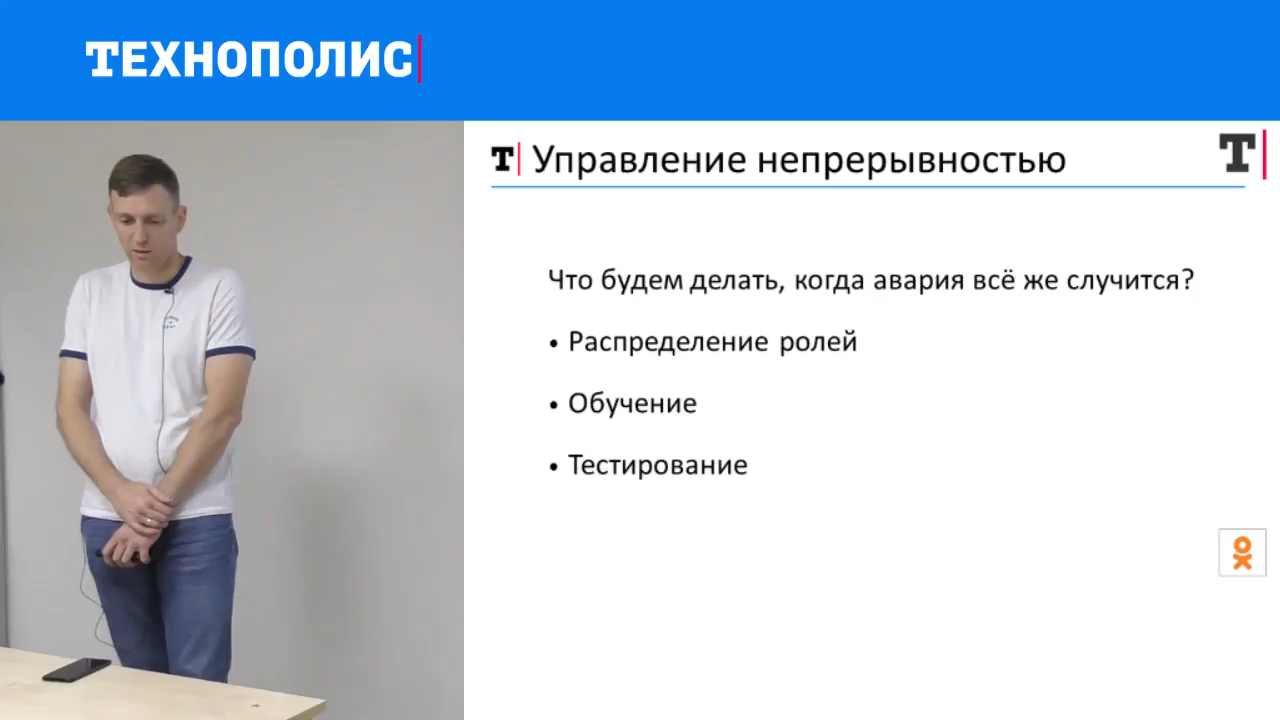 ТЕХНОПОЛИС
Т Управление непрерывностью
Т
Что будем делать, когда авария всё же случится?
• Распределение ролей
• Обучение
• Тестирование